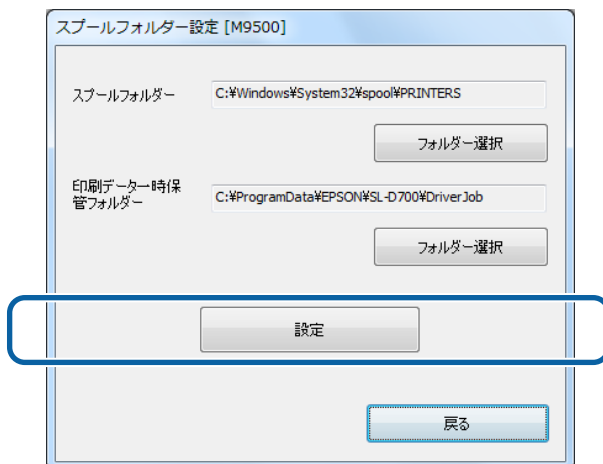 スプールフォルダー設定 [M9500]
スプールフォルダー
C:¥Windows¥System32¥spool¥PRINTERS
フォルダー選択
印刷データ一時保
管フォルダー
C:¥ProgramData¥EPSON¥SL-D700¥DriverJob
フォルダー選択
設定
戻る